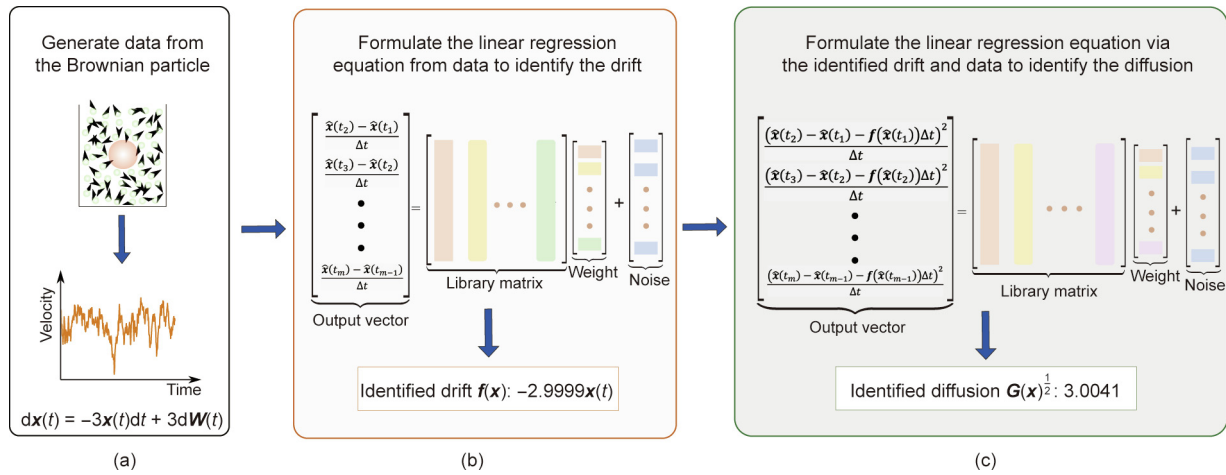 Generate data from
the Brownian particle
Velocity
Time
dx(t) = −3x(t)dt + 3dW(t)
(a)
Formulate the linear regression
equation from data to identify the drift
x̂(t₂) − x̂(t₁)
Δt
x̂(t₃) − x̂(t₂)
Δt
x̂(tₘ) − x̂(tₘ₋₁)
Δt
=
+
Output vector
Library matrix
Weight
Noise
Identified drift f(x): −2.9999x(t)
(b)
Formulate the linear regression equation via
the identified drift and data to identify the diffusion
(x̂(t₂) − x̂(t₁) − f(x̂(t₁))Δt)²
Δt
(x̂(t₃) − x̂(t₂) − f(x̂(t₂))Δt)²
Δt
(x̂(tₘ) − x̂(tₘ₋₁) − f(x̂(tₘ₋₁))Δt)²
Δt
=
+
Output vector
Library matrix
Weight
Noise
Identified diffusion G(x)^½: 3.0041
(c)